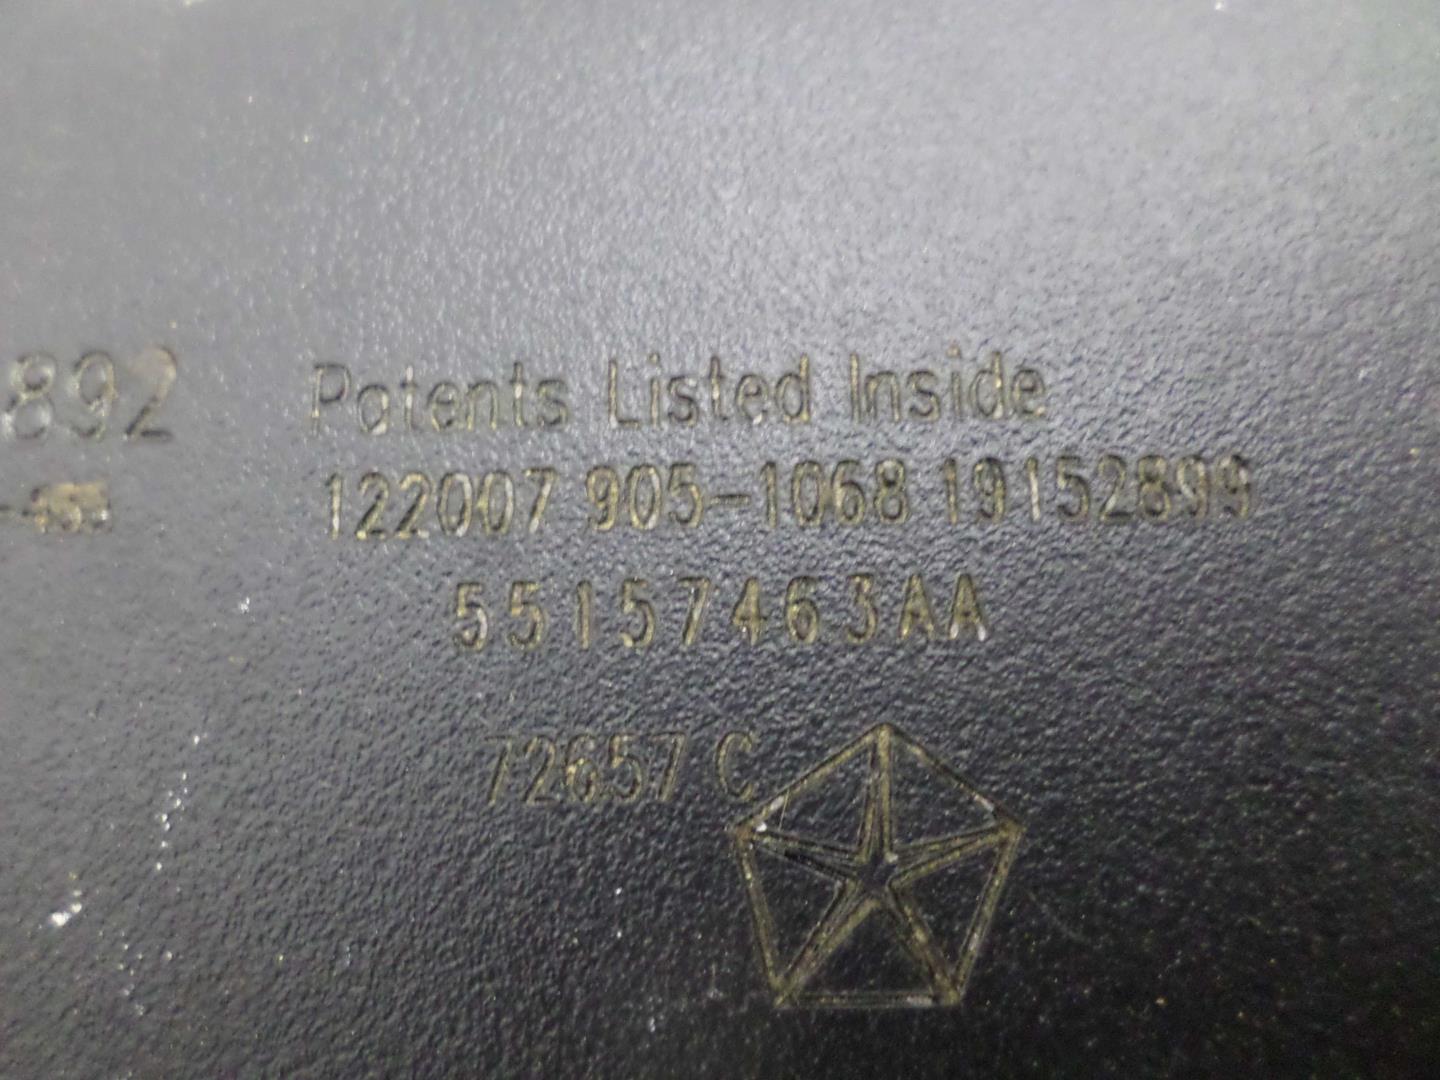 892 Patents Listed Inside
122007 905-1068 19152899
55157463AA
72657 C